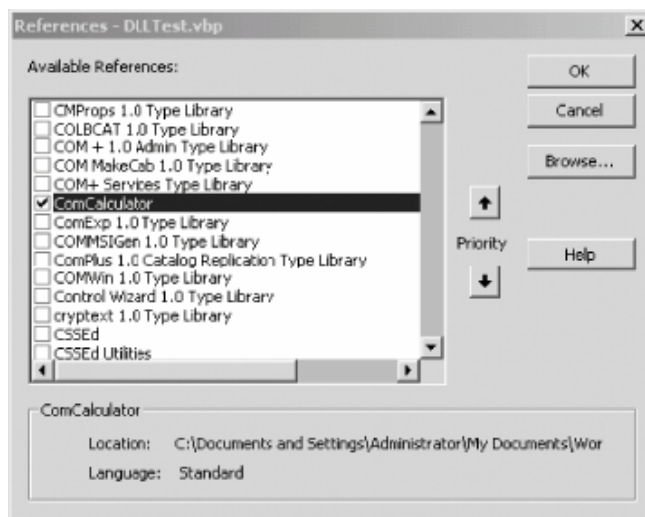 References - DLLTest.vbp
Available References:
CMProps 1.0 Type Library
COLBCAT 1.0 Type Library
COM + 1.0 Admin Type Library
COM MakeCab 1.0 Type Library
COM+ Services Type Library
ComCalculator
ComExp 1.0 Type Library
COMMSIGen 1.0 Type Library
ComPlus 1.0 Catalog Replication Type Library
COMWin 1.0 Type Library
Control Wizard 1.0 Type Library
cryptext 1.0 Type Library
CSSEd
CSSEd Utilities
OK
Cancel
Browse...
Priority
Help
ComCalculator
Location: C:\Documents and Settings\Administrator\My Documents\Wor
Language: Standard